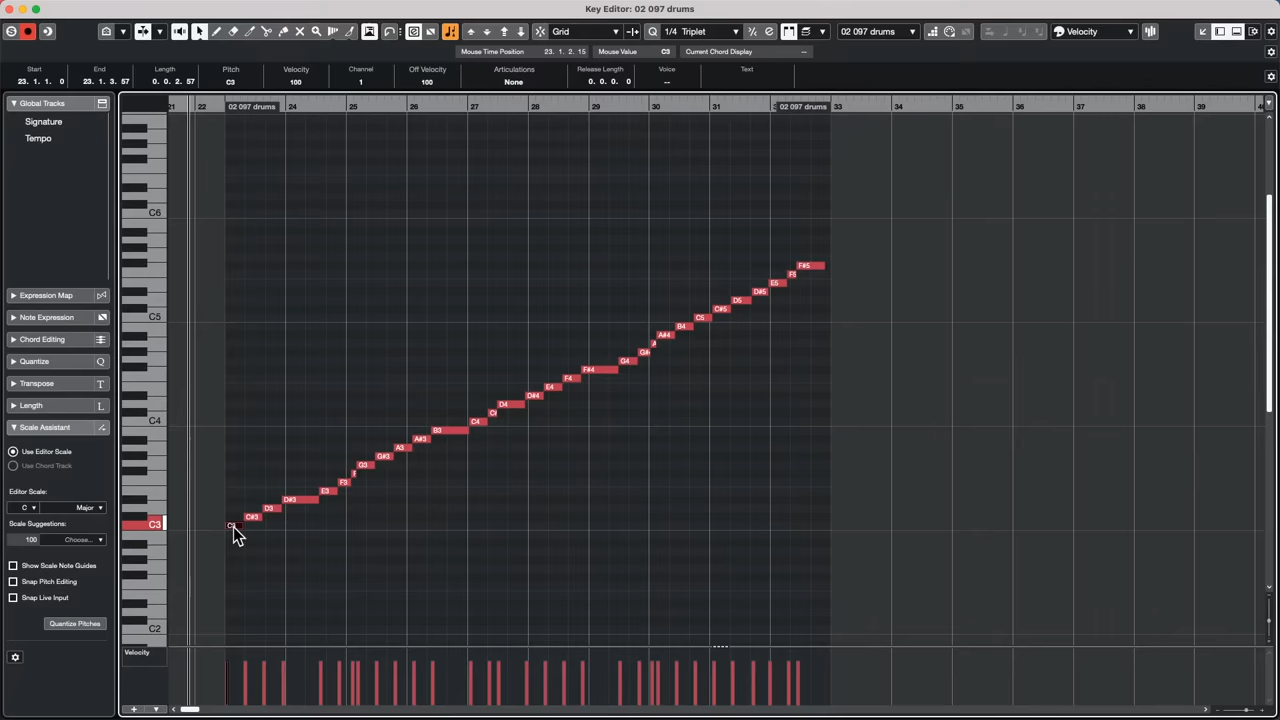 Key Editor: 02 097 drums
Grid
1/4 Triplet
02 097 drums
Velocity
Mouse Time Position
23. 1. 2. 15
Mouse Value
C3
Current Chord Display
--
Start
End
Length
Pitch
Velocity
Channel
Off Velocity
Articulations
Release Length
Voice
Text
23. 1. 1. 0
23. 1. 3. 57
0. 0. 2. 57
C3
100
1
100
None
0. 0. 0. 0
--
Global Tracks
Signature
Tempo
Expression Map
Note Expression
Chord Editing
Quantize
Q
Transpose
T
Length
L
Scale Assistant
Use Editor Scale
Use Chord Track
Editor Scale:
C
Major
Scale Suggestions:
100
Choose...
Show Scale Note Guides
Snap Pitch Editing
Snap Live Input
Quantize Pitches
21
22
02 097 drums
24
25
26
27
28
29
30
31
02 097 drums
33
34
35
36
37
38
39
C6
C5
C4
C3
C2
F#5
E5
D#5
D5
C#5
C5
B4
A#4
G4
F#4
F4
E4
D#4
D4
C4
B3
A#3
A3
G#3
G3
F3
E3
D#3
D3
C#3
C3
Velocity